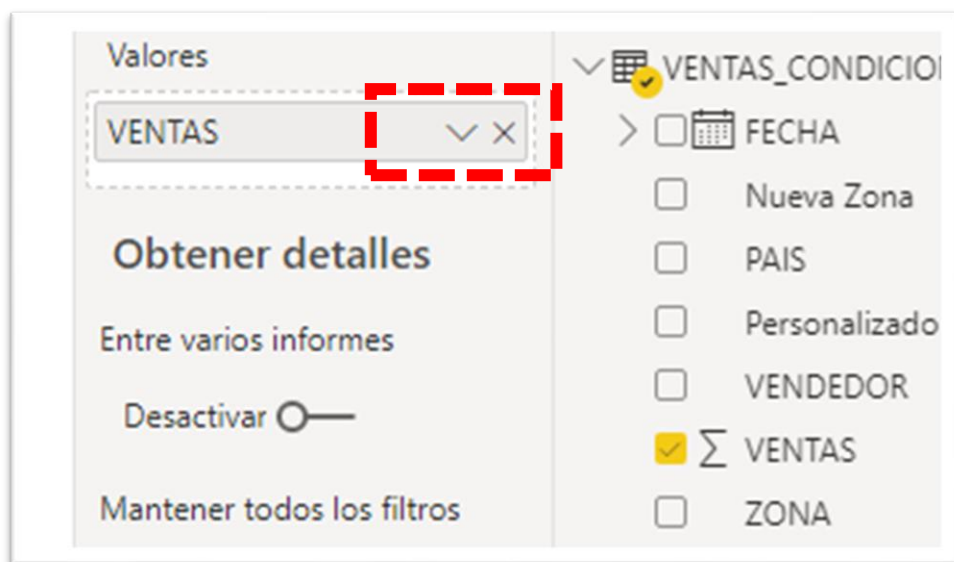 Valores
VENTAS
Obtener detalles
Entre varios informes
Desactivar
Mantener todos los filtros
VENTAS_CONDICIO
FECHA
Nueva Zona
PAIS
Personalizado
VENDEDOR
VENTAS
ZONA